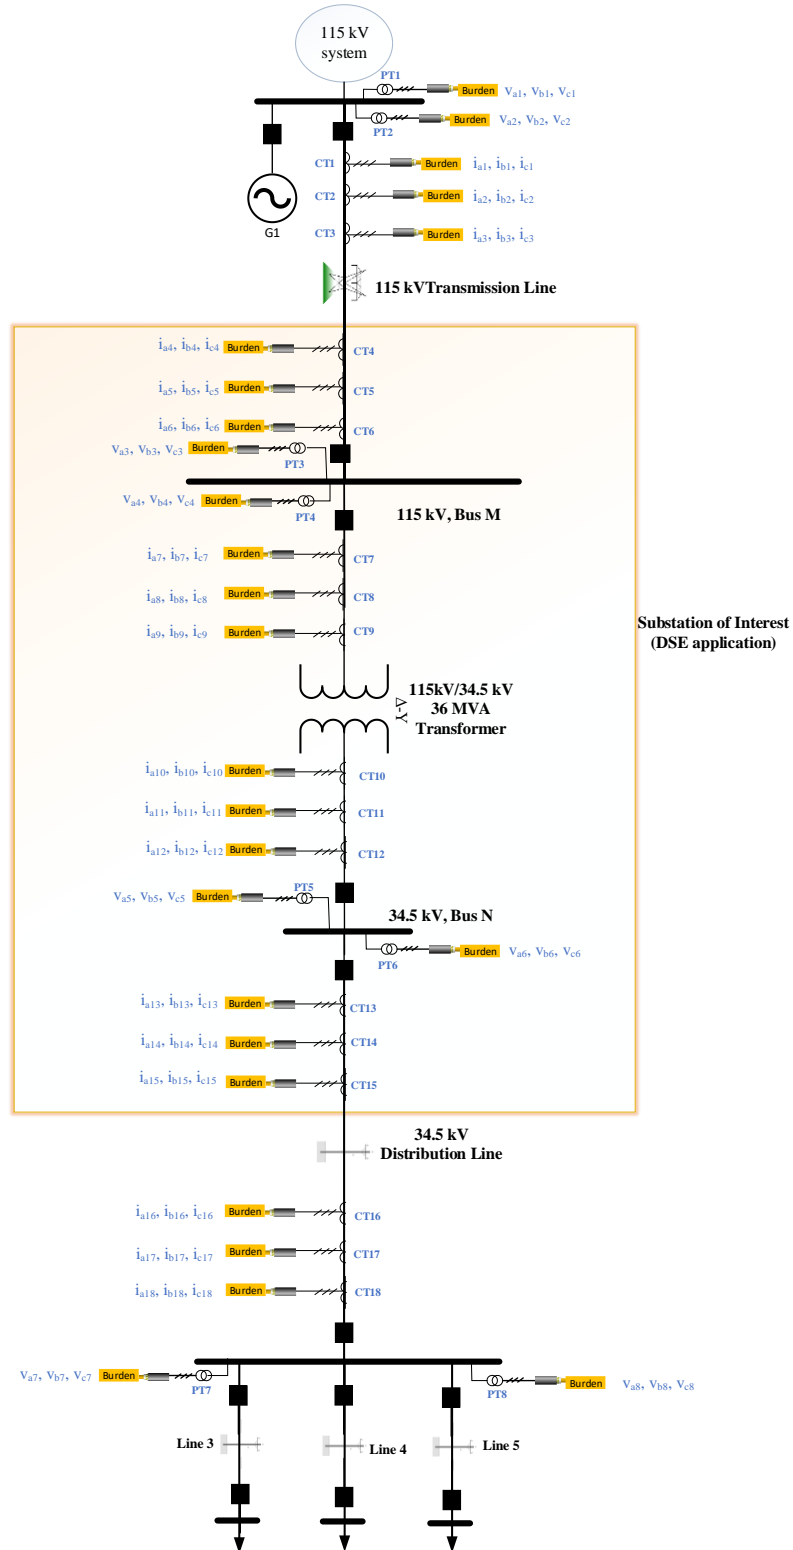 115 kV
system
PT1
Burden
va1, vb1, vc1
PT2
Burden
va2, vb2, vc2
CT1
Burden
ia1, ib1, ic1
CT2
Burden
ia2, ib2, ic2
G1
CT3
Burden
ia3, ib3, ic3
115 kVTransmission Line
ia4, ib4, ic4
Burden
CT4
ia5, ib5, ic5
Burden
CT5
ia6, ib6, ic6
Burden
CT6
va3, vb3, vc3
Burden
PT3
va4, vb4, vc4
Burden
PT4
115 kV, Bus M
ia7, ib7, ic7
Burden
CT7
ia8, ib8, ic8
Burden
CT8
ia9, ib9, ic9
Burden
CT9
Substation of Interest
(DSE application)
115kV/34.5 kV
36 MVA
Transformer
Δ-Y
ia10, ib10, ic10
Burden
CT10
ia11, ib11, ic11
Burden
CT11
ia12, ib12, ic12
Burden
CT12
va5, vb5, vc5
Burden
PT5
34.5 kV, Bus N
PT6
Burden
va6, vb6, vc6
ia13, ib13, ic13
Burden
CT13
ia14, ib14, ic14
Burden
CT14
ia15, ib15, ic15
Burden
CT15
34.5 kV
Distribution Line
ia16, ib16, ic16
Burden
CT16
ia17, ib17, ic17
Burden
CT17
ia18, ib18, ic18
Burden
CT18
va7, vb7, vc7
Burden
PT7
PT8
Burden
va8, vb8, vc8
Line 3
Line 4
Line 5